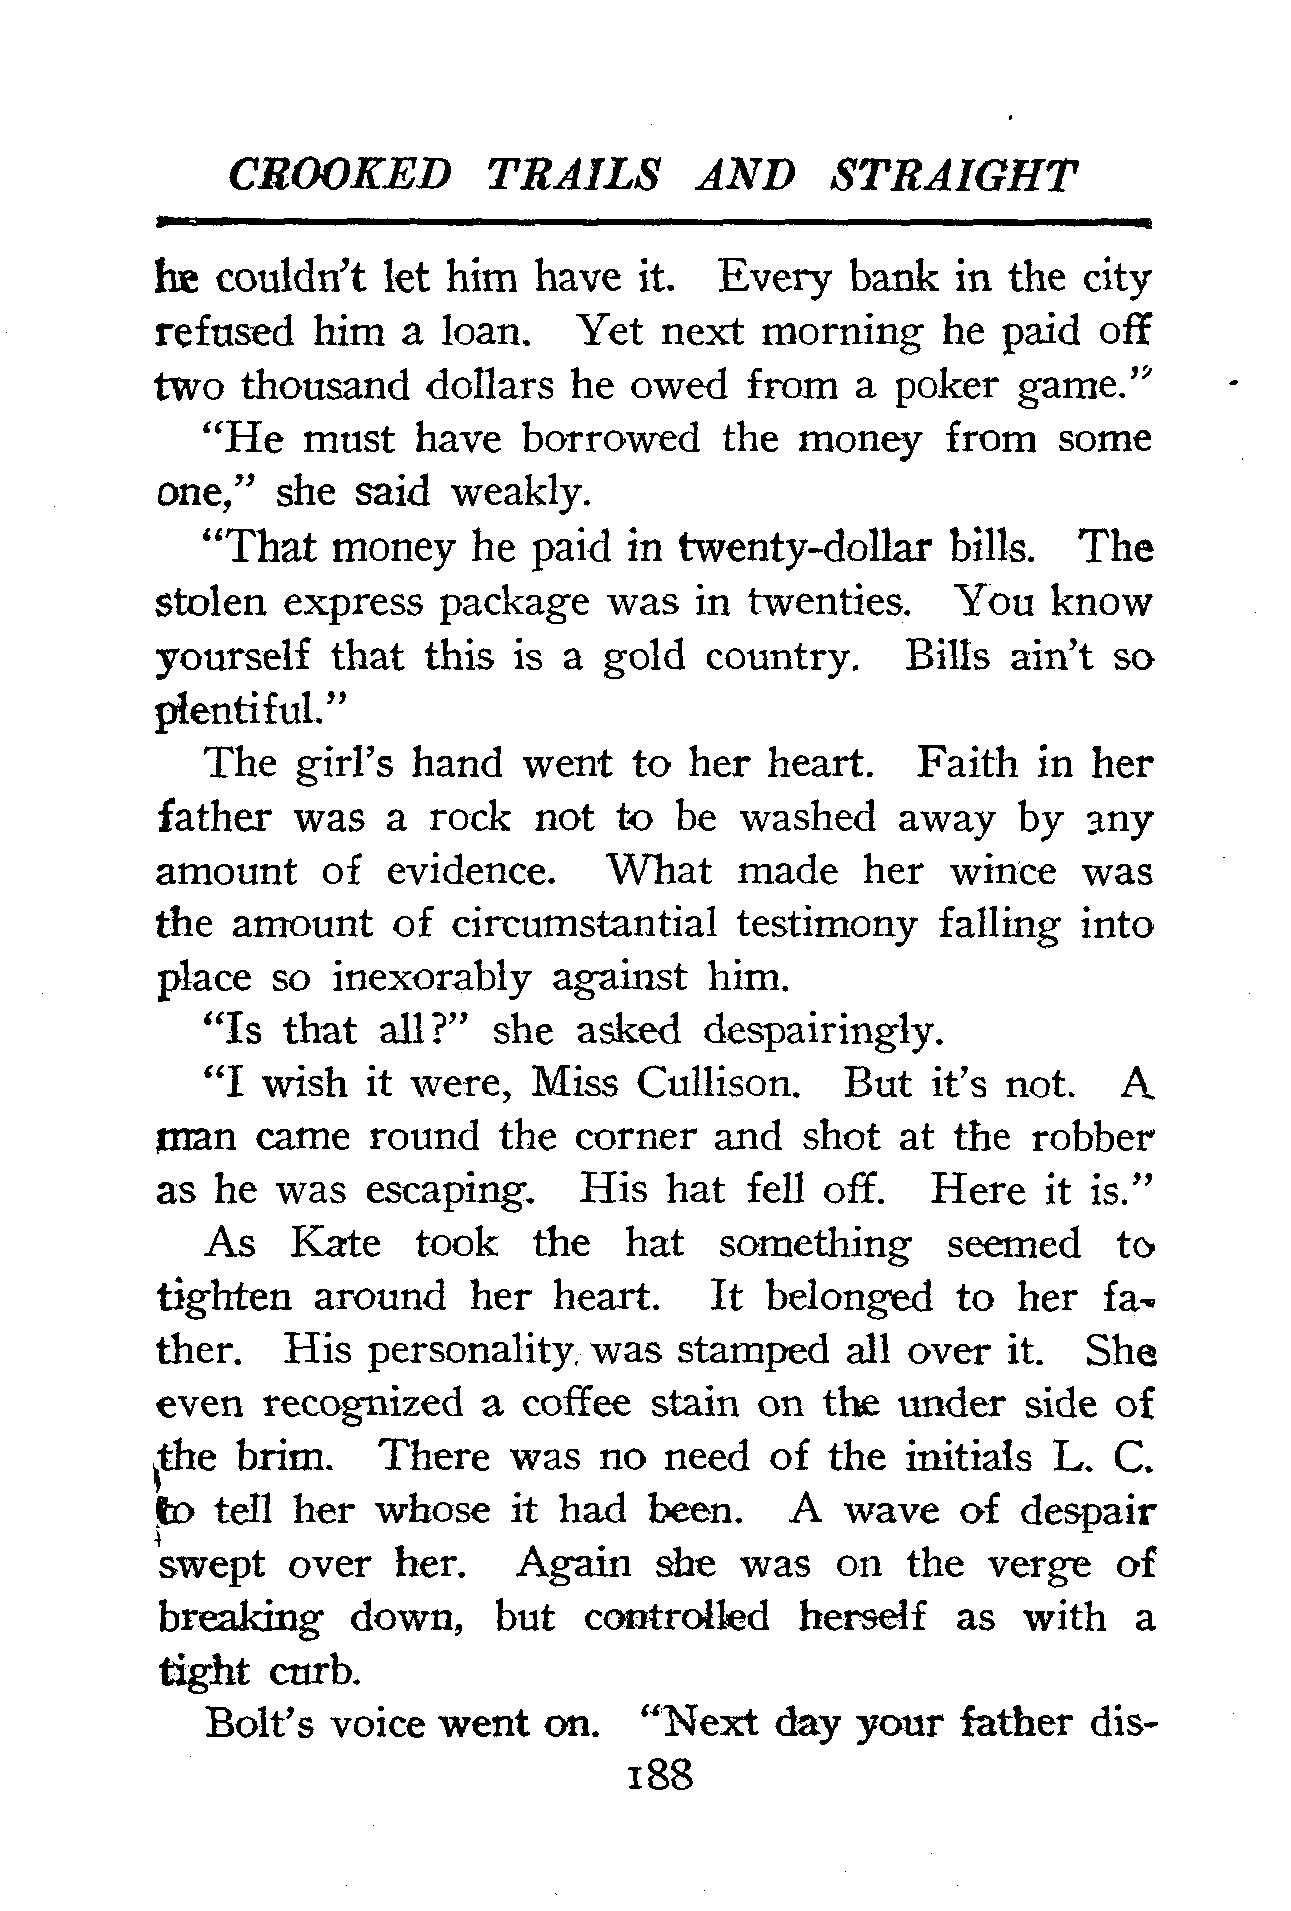 CROOKED TRAILS AND STRAIGHT
he couldn't let him have it. Every bank in the city
refused him a loan. Yet next morning he paid off
two thousand dollars he owed from a poker game."
"He must have borrowed the money from some
one," she said weakly.
"That money he paid in twenty-dollar bills. The
stolen express package was in twenties. You know
yourself that this is a gold country. Bills ain't so
plentiful."
The girl's hand went to her heart. Faith in her
father was a rock not to be washed away by any
amount of evidence. What made her wince was
the amount of circumstantial testimony falling into
place so inexorably against him.
"Is that all?" she asked despairingly.
"I wish it were, Miss Cullison. But it's not. A
man came round the corner and shot at the robber
as he was escaping. His hat fell off. Here it is."
As Kate took the hat something seemed to
tighten around her heart. It belonged to her fa-
ther. His personality was stamped all over it. She
even recognized a coffee stain on the under side of
the brim. There was no need of the initials L. C.
to tell her whose it had been. A wave of despair
swept over her. Again she was on the verge of
breaking down, but controlled herself as with a
tight curb.
Bolt's voice went on. "Next day your father dis-
188